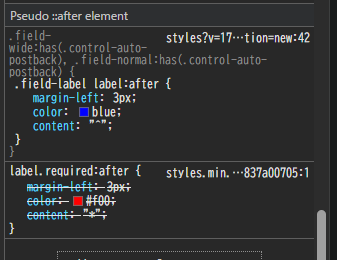 Pseudo ::after element
.field-
wide:has(.control-auto-
postback), .field-normal:has(.control-auto-
postback) {
styles?v=17…tion=new:42
.field-label label:after {
margin-left: 3px;
color: blue;
content: "^";
}
}
label.required:after {
styles.min.…837a00705:1
margin-left: 3px;
color: #f00;
content: "*";
}